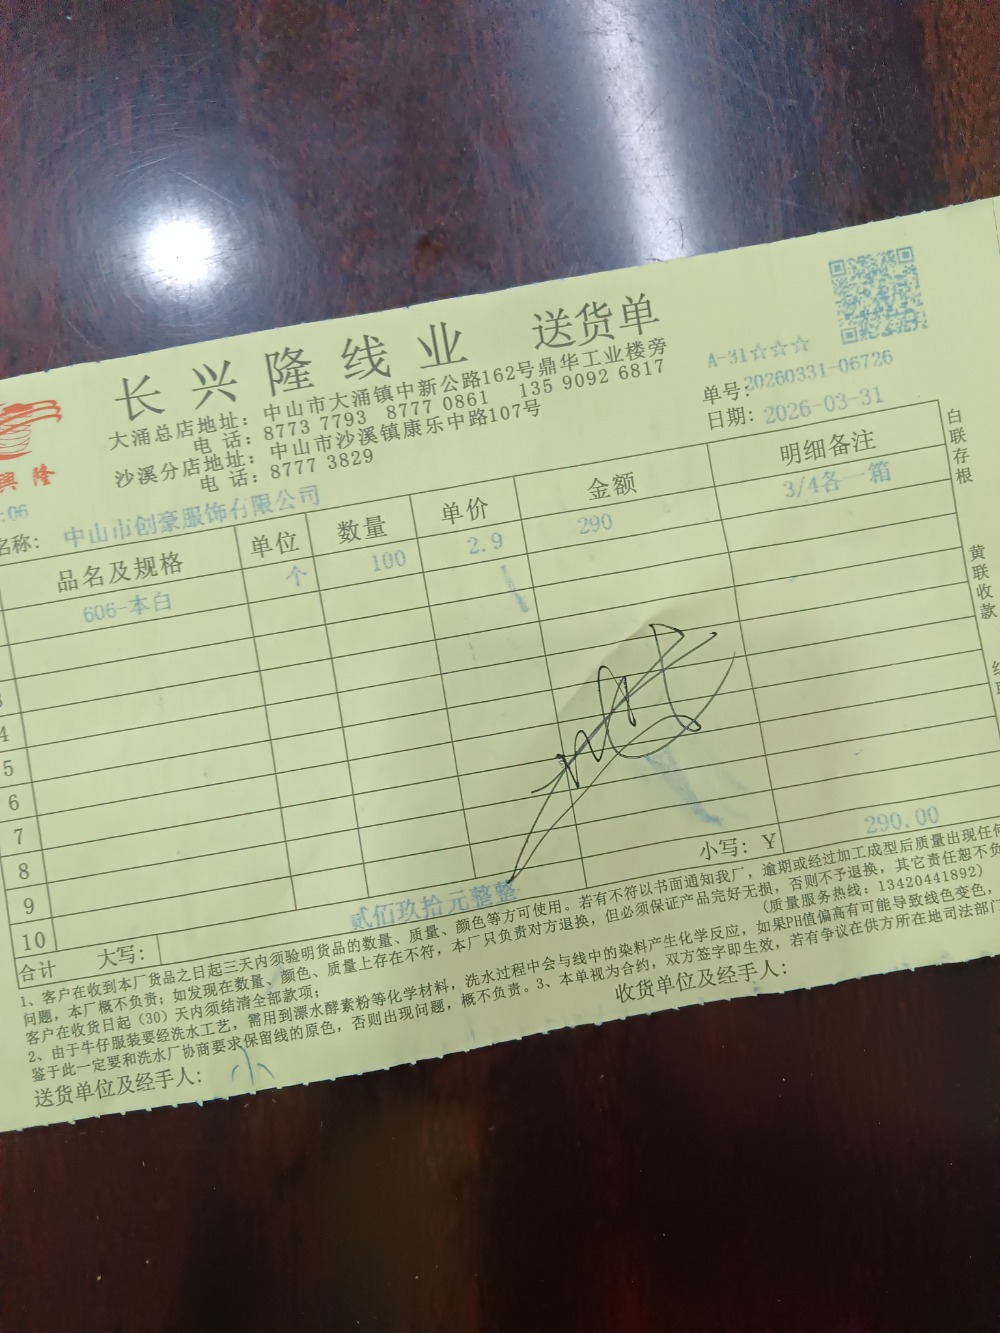 长兴隆线业 送货单
大涌总店地址：中山市大涌镇中新公路162号鼎华工业楼旁
电 话：8773 7793 8777 0861 135 9092 6817
沙溪分店地址：中山市沙溪镇康乐中路107号
电 话：8777 3829
興隆
A-31☆☆☆
单号：20260331-06726
日期：2026-03-31
:06
名称：中山市创豪服饰有限公司
品名及规格 单位 数量 单价 金额 明细备注
606-本白 个 100 2.9 290 3/4各一箱
4
5
6
7
8
9
10
合计 大写：贰佰玖拾元整整 小写：Y 290.00
1、客户在收到本厂货品之日起三天内须验明货品的数量、质量、颜色等方可使用。若有不符以书面通知我厂，逾期或经过加工成型后质量出现任何
问题，本厂概不负责；如发现在数量、颜色、质量上存在不符，本厂只负责对方退换，但必须保证产品完好无损，否则不予退换，其它责任恕不负
客户在收货日起（30）天内须结清全部款项； （质量服务热线：13420441892）
2、由于牛仔服装要经洗水工艺，需用到漂水酵素粉等化学材料，洗水过程中会与线中的染料产生化学反应，如果PH值偏高有可能导致线色变色，
鉴于此一定要和洗水厂协商要求保留线的原色，否则出现问题，概不负责。3、本单视为合约，双方签字即生效，若有争议在供方所在地司法部门
送货单位及经手人：小 收货单位及经手人：
白联存根
黄联收款